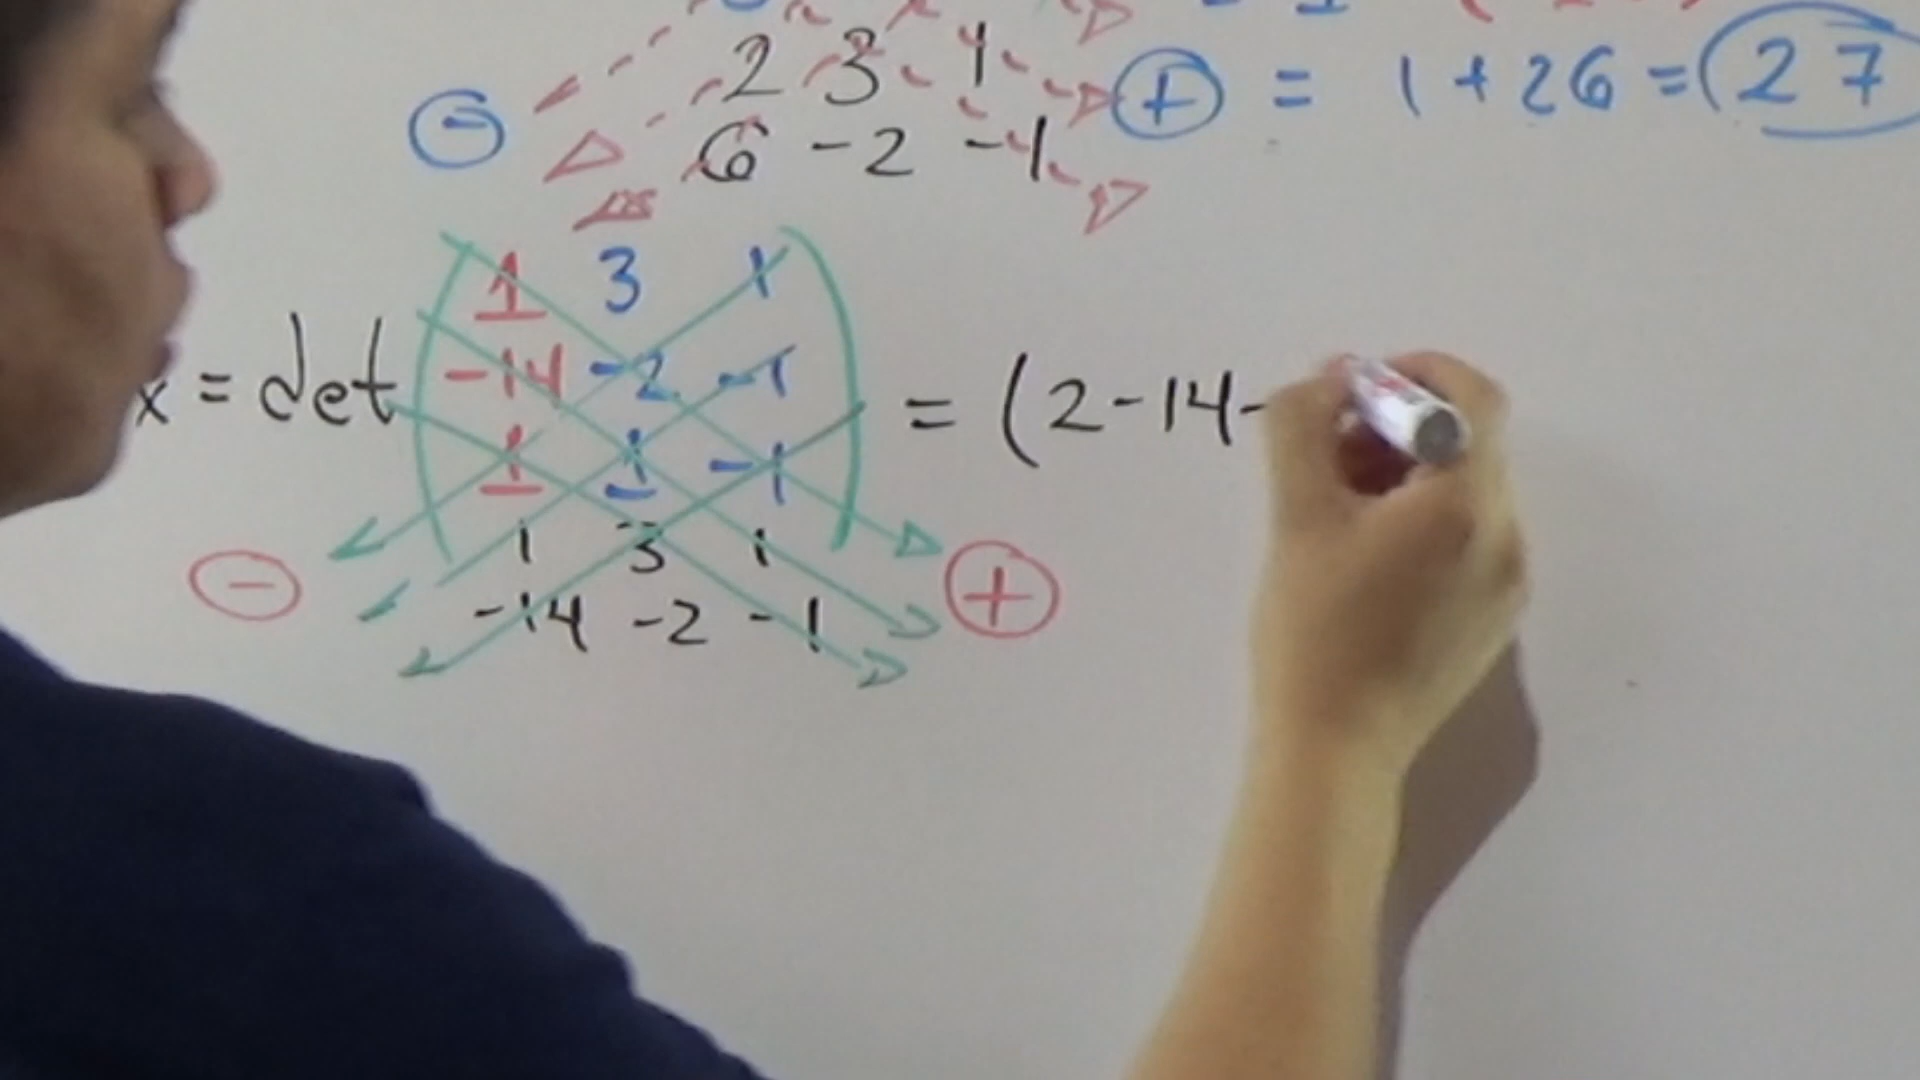 2 3 4
⊖ ⊕ = 1 + 26 = 27
6 -2 -1
1 3 1
-14 -2 -1
x = det = (2-14-
1 1 -1
1 3 1
⊖ ⊕
-14 -2 -1